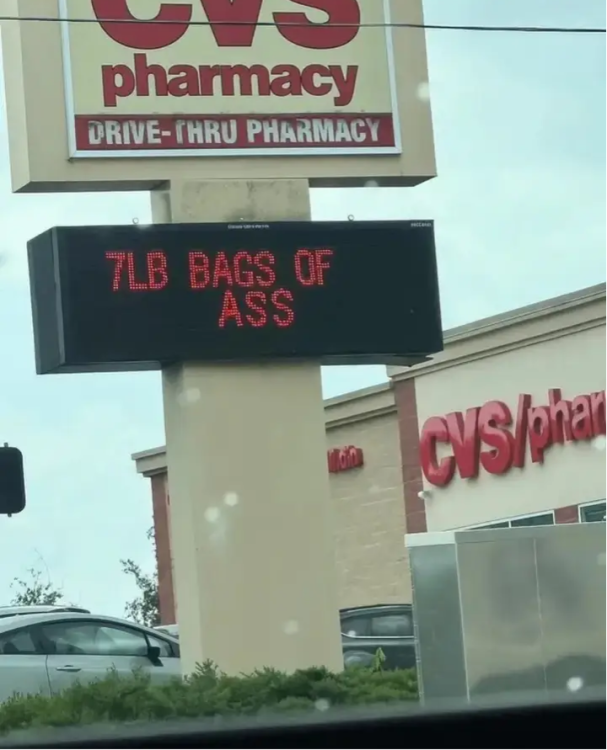 CVS
pharmacy
DRIVE-THRU PHARMACY
7LB BAGS OF
ASS
CVS/phar